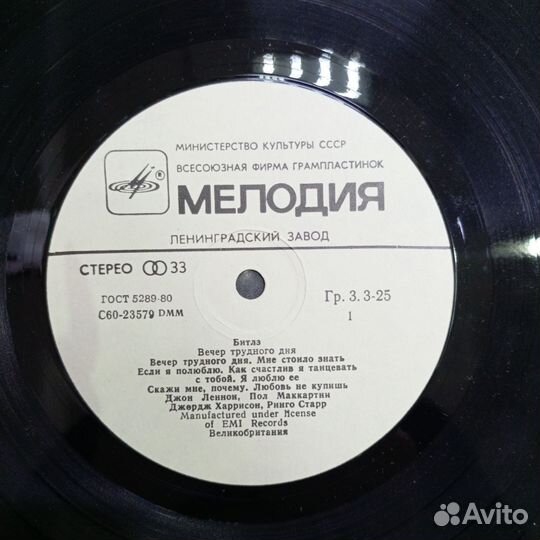 МИНИСТЕРСТВО КУЛЬТУРЫ СССР
ВСЕСОЮЗНАЯ ФИРМА ГРАМПЛАСТИНОК
®
МЕЛОДИЯ
ЛЕНИНГРАДСКИЙ ЗАВОД
СТЕРЕО 33
ГОСТ 5289-80
Гр. 3. 3-25
С60-23579 DMM
1
Битлз
Вечер трудного дня
Вечер трудного дня. Мне стоило знать
Если я полюблю. Как счастлив я танцевать
с тобой. Я люблю ее
Скажи мне, почему. Любовь не купишь
Джон Леннон, Пол Маккартни
Джордж Харрисон, Ринго Старр
Manufactured under license
of EMI Records
Великобритания
Avito